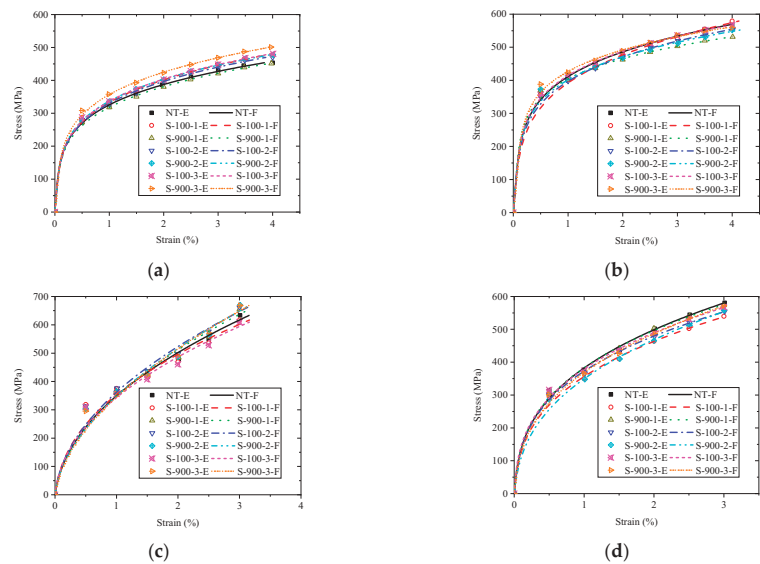 600
500
400
300
200
100
0
Stress (MPa)
NT-E NT-F
S-100-1-E S-100-1-F
S-900-1-E S-900-1-F
S-100-2-E S-100-2-F
S-900-2-E S-900-2-F
S-100-3-E S-100-3-F
S-900-3-E S-900-3-F
0 1 2 3 4
Strain (%)
(a)
600
500
400
300
200
100
0
Stress (MPa)
NT-E NT-F
S-100-1-E S-100-1-F
S-900-1-E S-900-1-F
S-100-2-E S-100-2-F
S-900-2-E S-900-2-F
S-100-3-E S-100-3-F
S-900-3-E S-900-3-F
0 1 2 3 4
Strain (%)
(b)
700
600
500
400
300
200
100
0
Stress (MPa)
NT-E NT-F
S-100-1-E S-100-1-F
S-900-1-E S-900-1-F
S-100-2-E S-100-2-F
S-900-2-E S-900-2-F
S-100-3-E S-100-3-F
S-900-3-E S-900-3-F
0 1 2 3 4
Strain (%)
(c)
600
500
400
300
200
100
0
Stress (MPa)
NT-E NT-F
S-100-1-E S-100-1-F
S-900-1-E S-900-1-F
S-100-2-E S-100-2-F
S-900-2-E S-900-2-F
S-100-3-E S-100-3-F
S-900-3-E S-900-3-F
0 1 2 3
Strain (%)
(d)